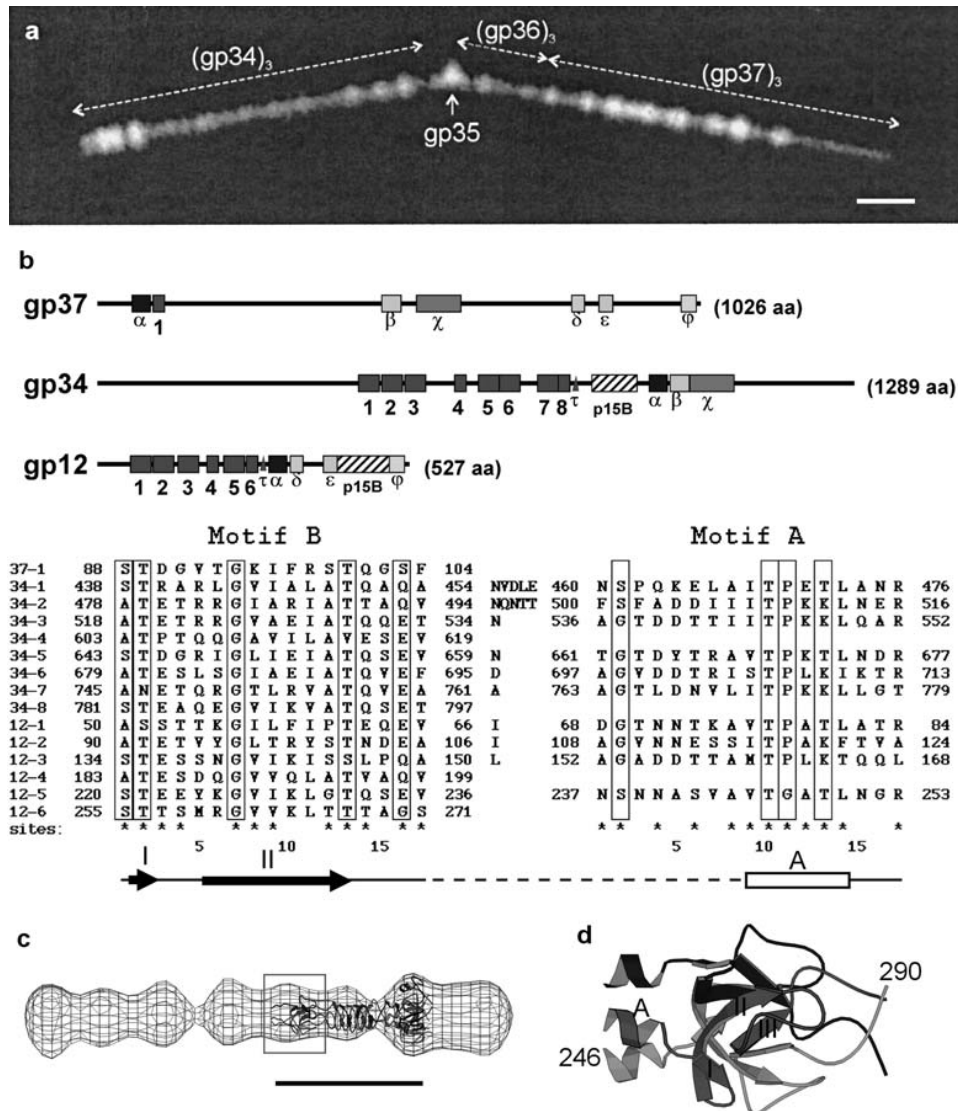 a
(gp34)3
(gp36)3
(gp37)3
gp35
b
gp37 (1026 aa)
α 1 β χ δ ε φ
gp34 (1289 aa)
1 2 3 4 5 6 7 8 τ p15B α β χ
gp12 (527 aa)
1 2 3 4 5 6 τ α δ ε p15B φ
Motif B Motif A
37-1 88 S T D G V T G K I F R S T Q G S F 104
34-1 438 S T R A R L G V I A L A T Q A Q A 454 NVDLE 460 N S P Q K E L A I T P E T L A N R 476
34-2 478 A T E T R R G I A R I A T T A Q V 494 NQNTT 500 F S F A D D I I I T P K K L N E R 516
34-3 518 A T E T R R G V A E I A T Q Q E T 534 N 536 A G T D D T T I I T P K K L Q A R 552
34-4 603 A T P T Q Q G A V I L A V E S E V 619
34-5 643 S T D G R I G L I E I A T Q S E V 659 N 661 T G T D Y T R A V T P K T L N D R 677
34-6 679 A T E S L S G I A E I A T Q V E F 695 D 697 A G V D D T R I S T P L K I K T R 713
34-7 745 A N E T Q R G T L R V A T Q V E A 761 A 763 A G T L D N V L I T P K K L L G T 779
34-8 781 S T E A Q E G V I K V A T Q S E T 797
12-1 50 A S S T T K G I L F I P T E Q E V 66 I 68 D G T N N T K A V T P A T L A T R 84
12-2 90 A T E T V Y G L T R Y S T N D E A 106 I 108 A G V N N E S S I T P A K F T V A 124
12-3 134 S T E S S N G V I K I S S L P Q A 150 L 152 A G A D D T T A M T P L K T Q Q L 168
12-4 183 A T E S D Q G V V Q L A T V A Q V 199
12-5 220 S T E E Y K G V I K L G T Q S E V 236 237 N S N N A S V A V T G A T L N G R 253
12-6 255 S T T S M R G V V K L T T T A G S 271
sites: * * * * * * * * * * * * * * * * * *
5 10 15 5 10 15
I II A
c
d
290
A II III
246